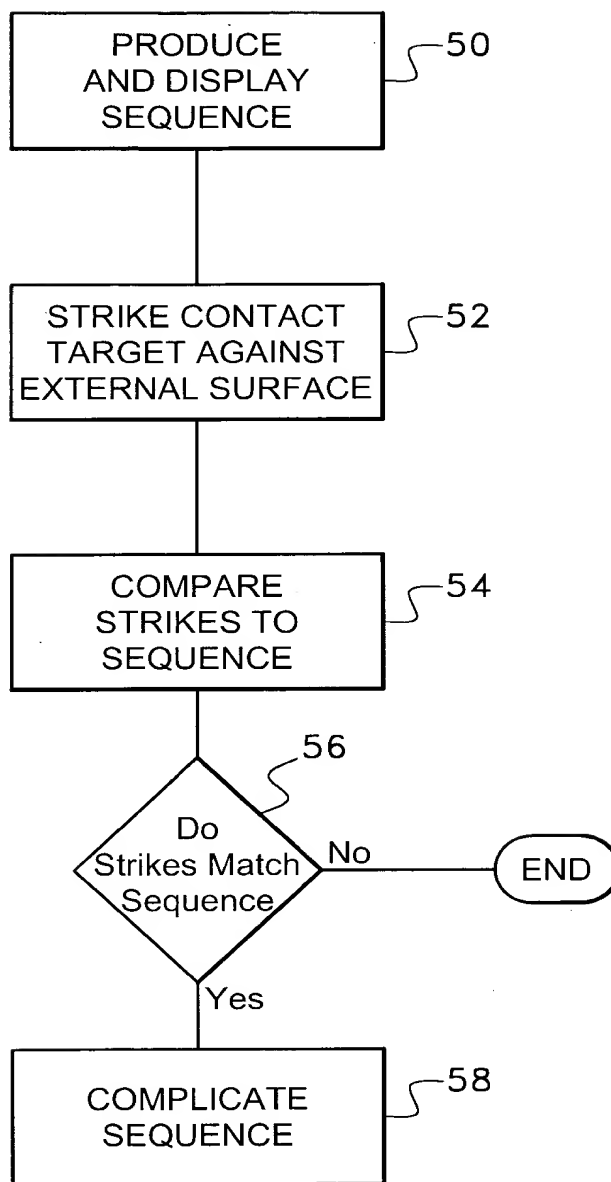 PRODUCE
AND DISPLAY
SEQUENCE
50
STRIKE CONTACT
TARGET AGAINST
EXTERNAL SURFACE
52
COMPARE
STRIKES TO
SEQUENCE
54
56
Do
Strikes Match
Sequence
No
END
Yes
COMPLICATE
SEQUENCE
58